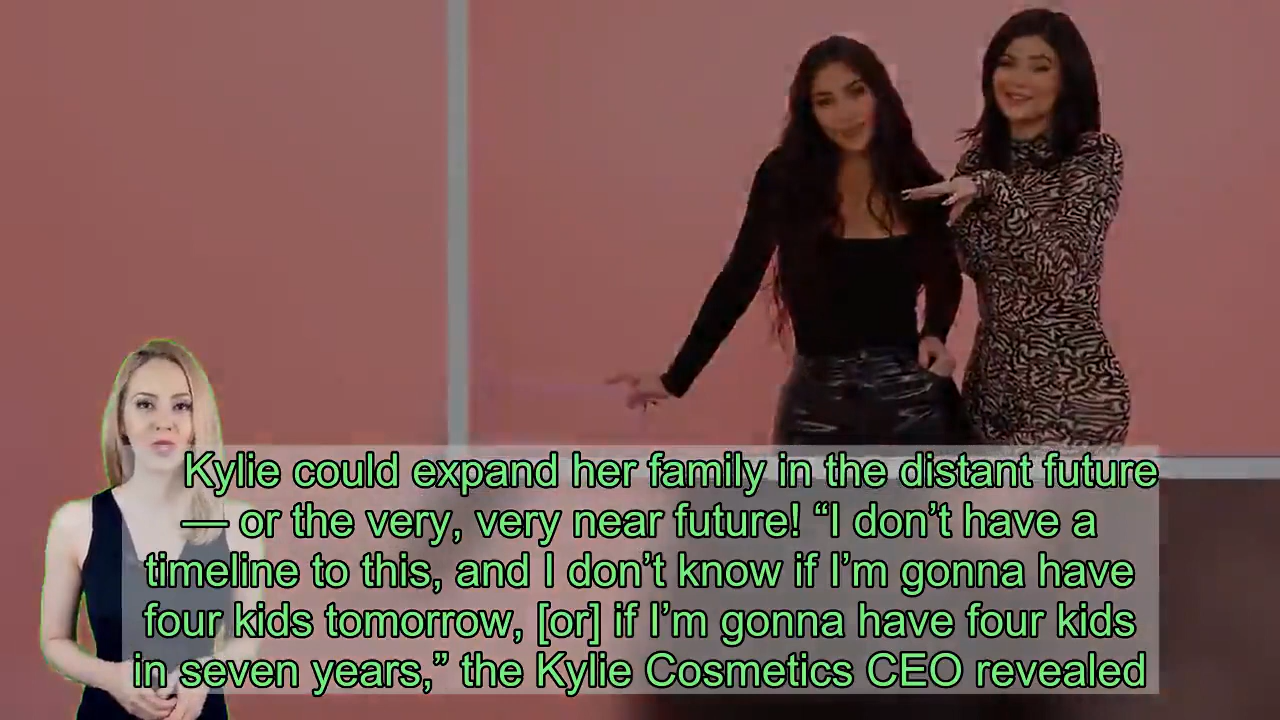 Kylie could expand her family in the distant future
— or the very, very near future! “I don’t have a
timeline to this, and I don’t know if I’m gonna have
four kids tomorrow, [or] if I’m gonna have four kids
in seven years,” the Kylie Cosmetics CEO revealed